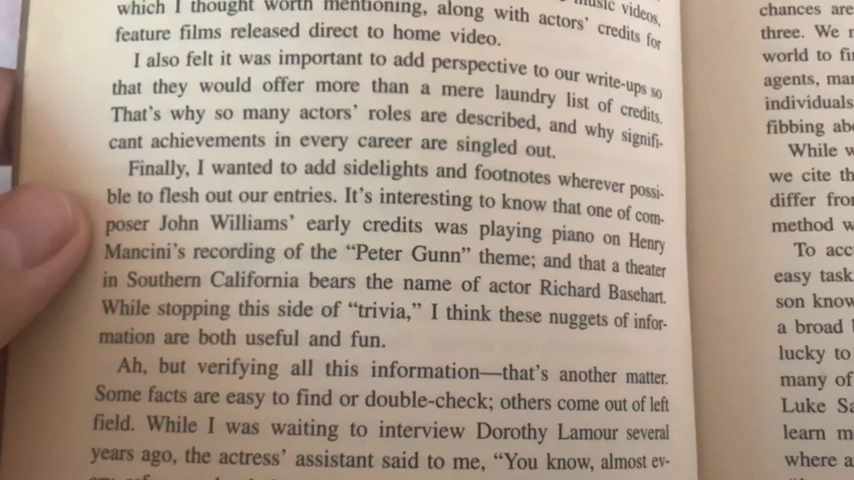 which I thought worth mentioning, along with actors' credits for
music videos,
feature films released direct to home video.
I also felt it was important to add perspective to our write-ups so
that they would offer more than a mere laundry list of credits.
That's why so many actors' roles are described, and why signifi-
cant achievements in every career are singled out.
Finally, I wanted to add sidelights and footnotes wherever possi-
ble to flesh out our entries. It's interesting to know that one of com-
poser John Williams' early credits was playing piano on Henry
Mancini's recording of the "Peter Gunn" theme; and that a theater
in Southern California bears the name of actor Richard Basehart.
While stopping this side of "trivia," I think these nuggets of infor-
mation are both useful and fun.
Ah, but verifying all this information—that's another matter.
Some facts are easy to find or double-check; others come out of left
field. While I was waiting to interview Dorothy Lamour several
years ago, the actress' assistant said to me, "You know, almost ev-
chances are
three. We
world to
agents,
individuals
fibbing
While
we cite
differ
method
To
easy task
son know
a broad
lucky to
many of
Luke
learn
where